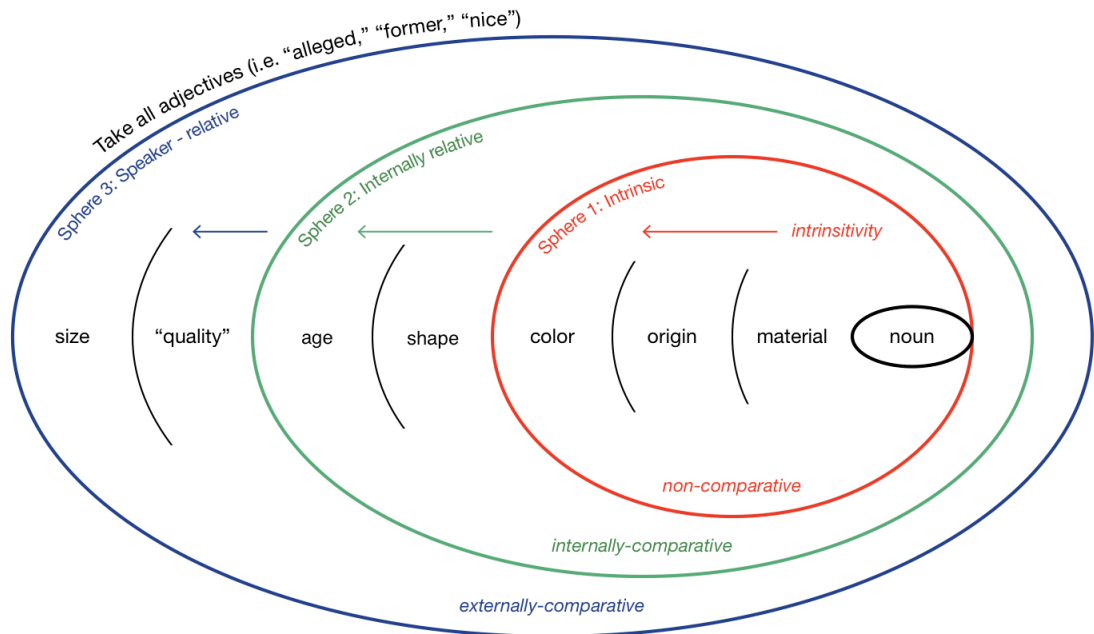 Take all adjectives (i.e. “alleged,” “former,” “nice”)
Sphere 3: Speaker - relative
Sphere 2: Internally relative
Sphere 1: Intrinsic
intrinsitivity
size
“quality”
age
shape
color
origin
material
noun
non-comparative
internally-comparative
externally-comparative